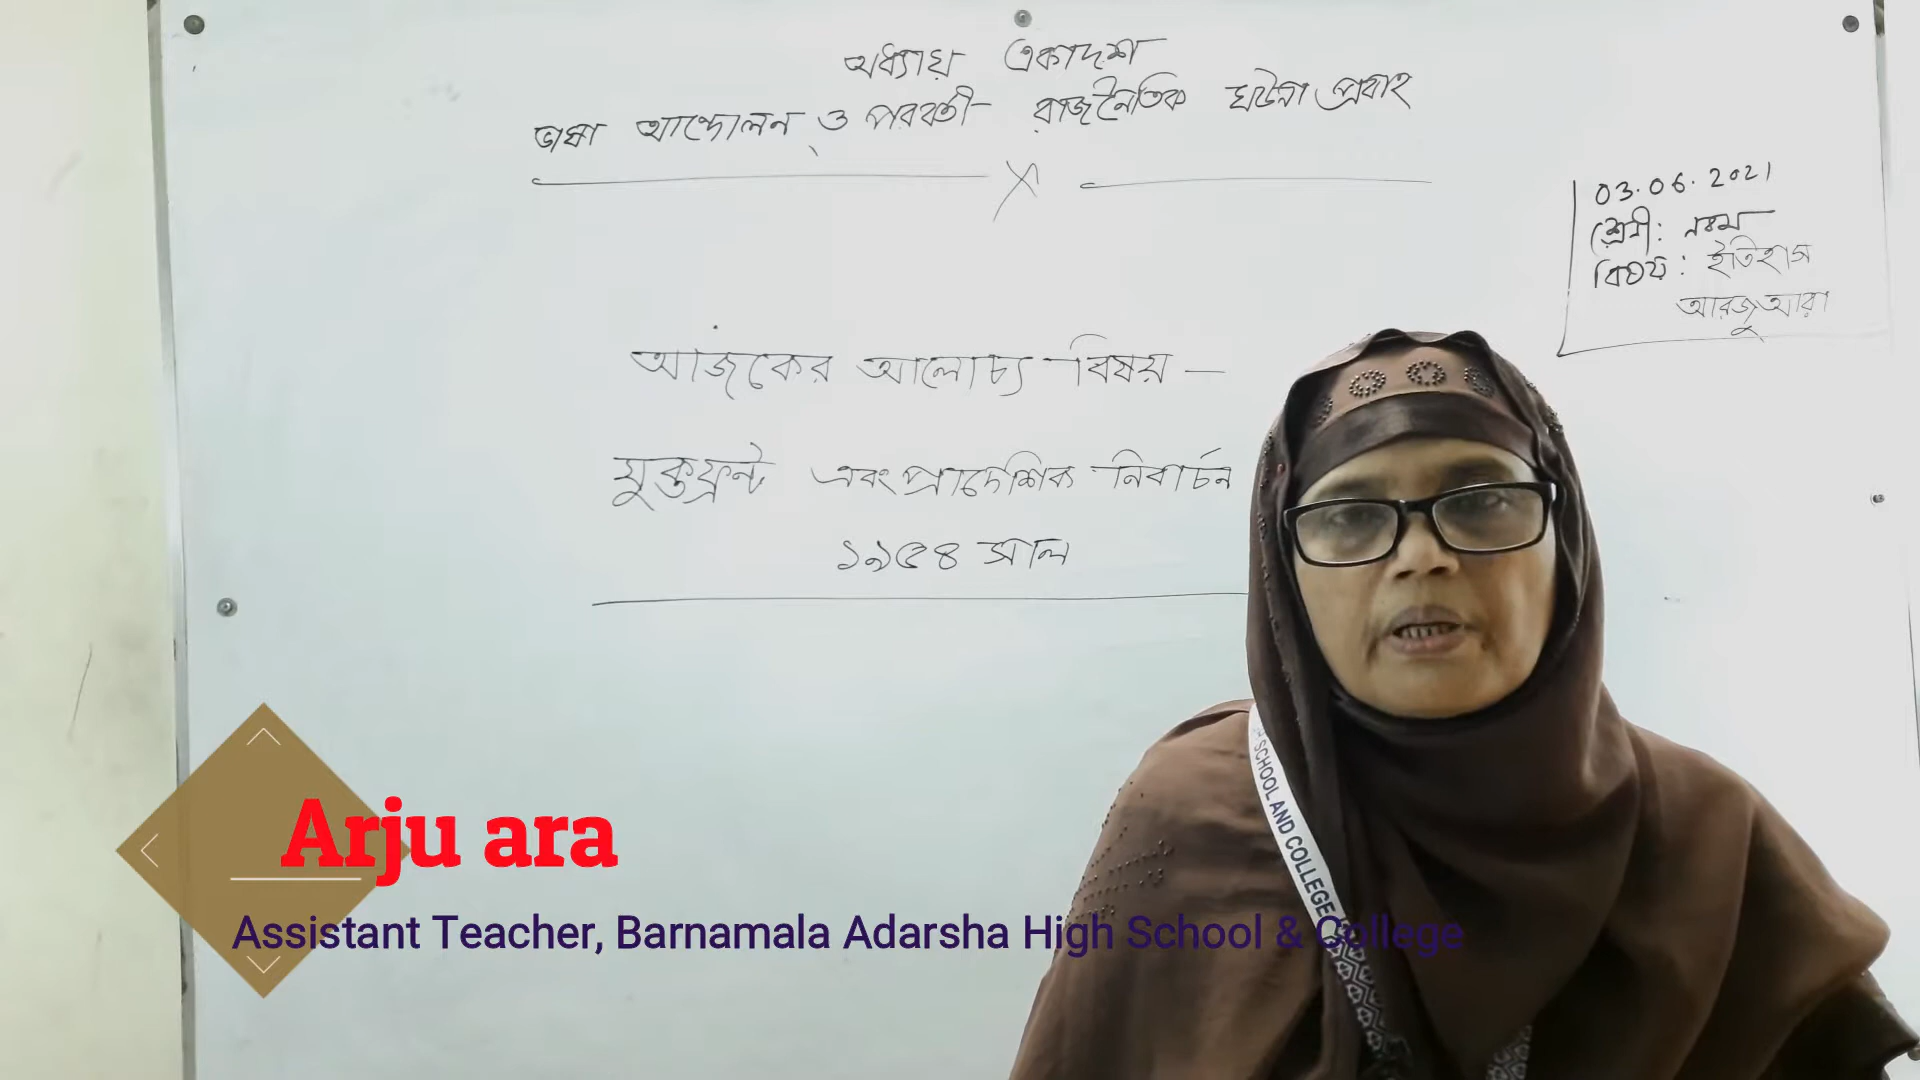 অধ্যায় একাদশ
ভাষা আন্দোলন ও পরবর্তী রাজনৈতিক ঘটনা প্রবাহ
03.06.2021
শ্রেণী: নবম
বিষয়: ইতিহাস
আরজু আরা
আজকের আলোচ্য বিষয় –
যুক্তফ্রন্ট এবং প্রাদেশিক নিবার্চন
১৯৫৪ সাল
SCHOOL AND COLLEGE
Arju ara
Assistant Teacher, Barnamala Adarsha High School & College